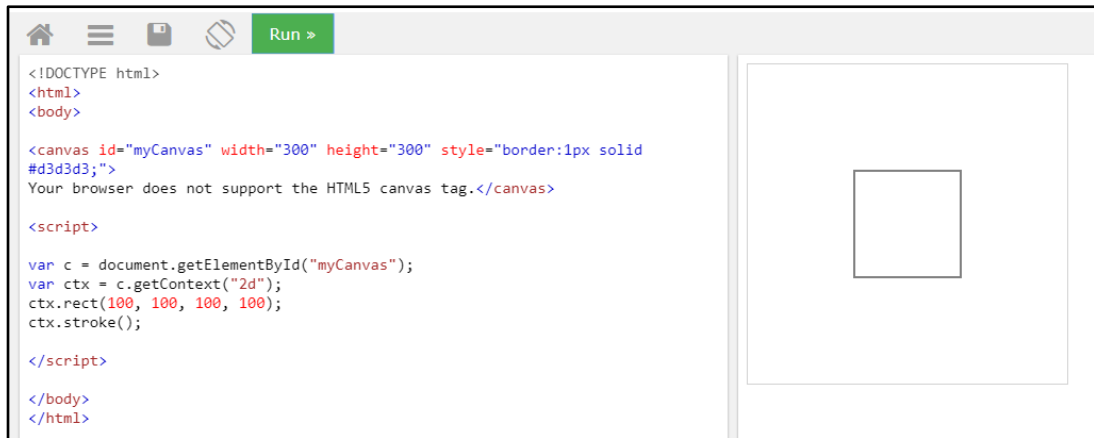 Run »
<!DOCTYPE html>
<html>
<body>
<canvas id="myCanvas" width="300" height="300" style="border:1px solid
#d3d3d3;">
Your browser does not support the HTML5 canvas tag.</canvas>
<script>
var c = document.getElementById("myCanvas");
var ctx = c.getContext("2d");
ctx.rect(100, 100, 100, 100);
ctx.stroke();
</script>
</body>
</html>